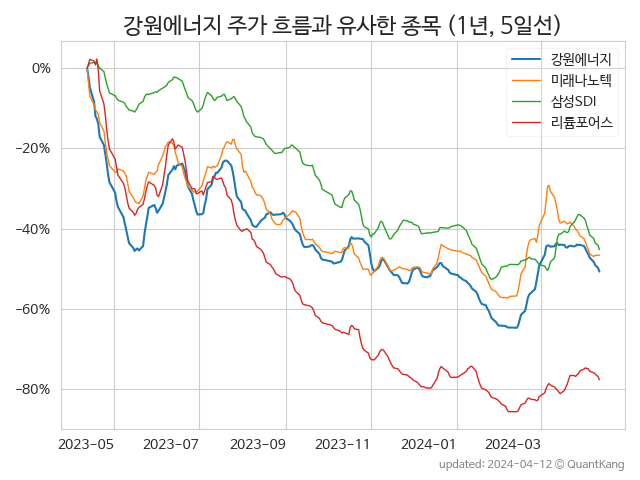 강원에너지 주가 흐름과 유사한 종목 (1년, 5일선)
강원에너지
미래나노텍
삼성SDI
리튬포어스
0%
−20%
−40%
−60%
−80%
2023−05 2023−07 2023−09 2023−11 2024−01 2024−03
updated: 2024-04-12 © QuantKang